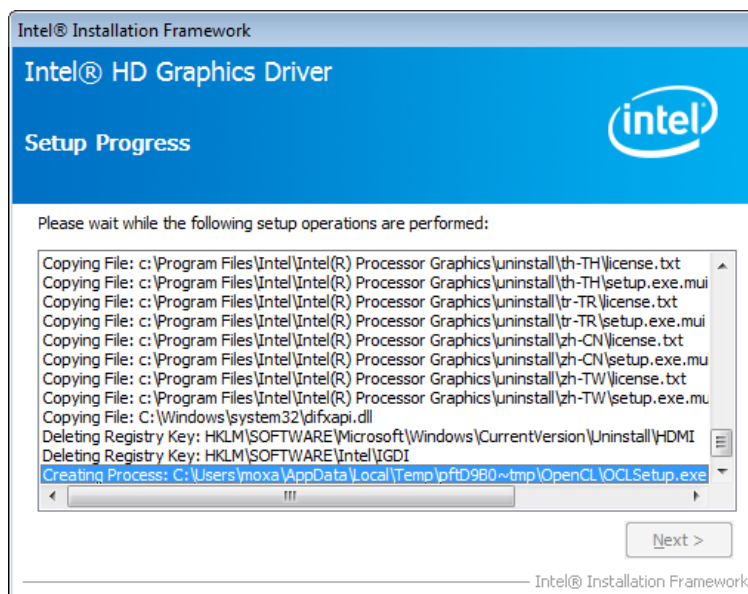 Intel® Installation Framework
Intel® HD Graphics Driver
Setup Progress
intel
Please wait while the following setup operations are performed:
Copying File: c:\Program Files\Intel\Intel(R) Processor Graphics\uninstall\th-TH\license.txt
Copying File: c:\Program Files\Intel\Intel(R) Processor Graphics\uninstall\th-TH\setup.exe.mui
Copying File: c:\Program Files\Intel\Intel(R) Processor Graphics\uninstall\tr-TR\license.txt
Copying File: c:\Program Files\Intel\Intel(R) Processor Graphics\uninstall\tr-TR\setup.exe.mui
Copying File: c:\Program Files\Intel\Intel(R) Processor Graphics\uninstall\zh-CN\license.txt
Copying File: c:\Program Files\Intel\Intel(R) Processor Graphics\uninstall\zh-CN\setup.exe.mu
Copying File: c:\Program Files\Intel\Intel(R) Processor Graphics\uninstall\zh-TW\license.txt
Copying File: c:\Program Files\Intel\Intel(R) Processor Graphics\uninstall\zh-TW\setup.exe.mu
Copying File: C:\Windows\system32\difxapi.dll
Deleting Registry Key: HKLM\SOFTWARE\Microsoft\Windows\CurrentVersion\Uninstall\HDMI
Deleting Registry Key: HKLM\SOFTWARE\Intel\IGDI
Creating Process: C:\Users\moxa\AppData\Local\Temp\pftD9B0~tmp\OpenCL\OCLSetup.exe
Next >
Intel® Installation Framework